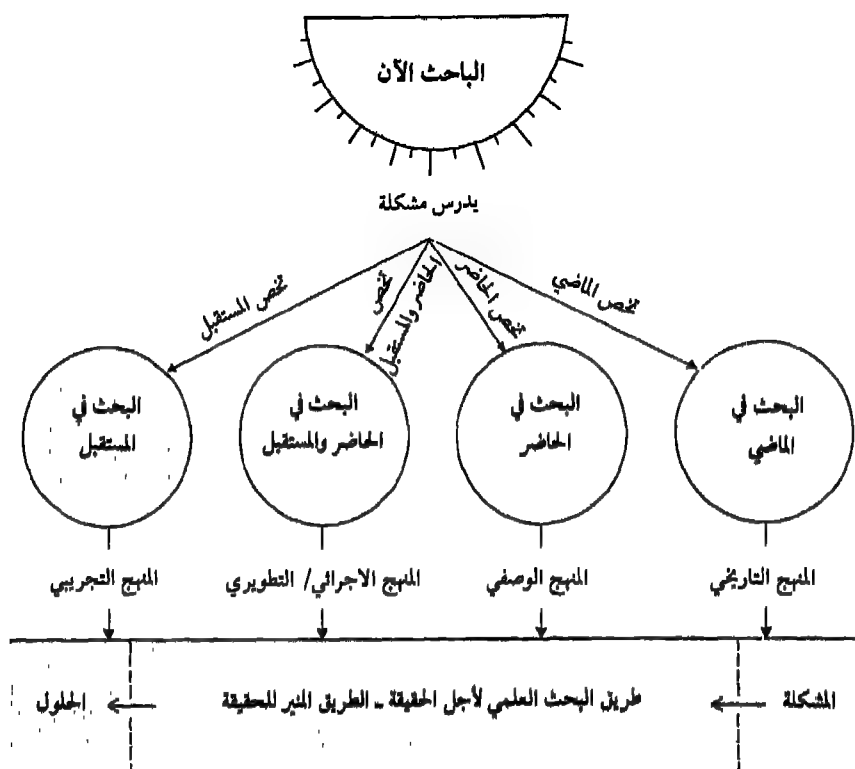 الباحث الآن
يدرس مشكلة
تخص الماضي
تخص الحاضر
تخص
الحاضر والمستقبل
تخص المستقبل
البحث في
الماضي
البحث في
الحاضر
البحث في
الحاضر والمستقبل
البحث في
المستقبل
المنهج التاريخي
المنهج الوصفي
المنهج الاجرائي/ التطويري
المنهج التجريبي
المشكلة
طريق البحث العلمي لأجل الحقيقة ــ الطريق المنير للحقيقة
الحلول